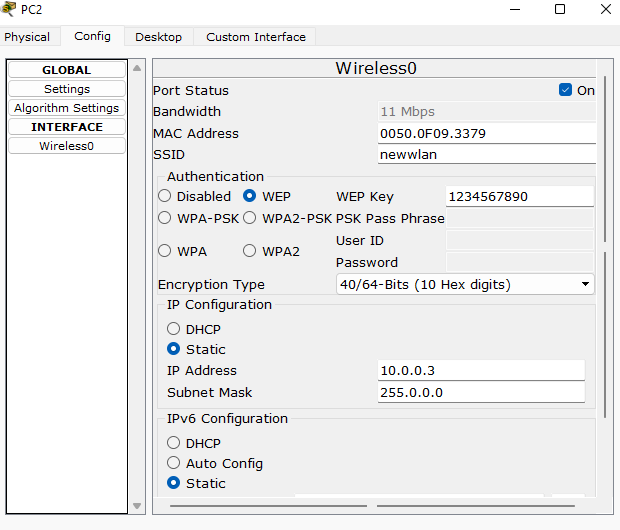 PC2
Physical Config Desktop Custom Interface
GLOBAL
Settings
Algorithm Settings
INTERFACE
Wireless0
Wireless0
Port Status On
Bandwidth 11 Mbps
MAC Address 0050.0F09.3379
SSID newwlan
Authentication
Disabled WEP WEP Key 1234567890
WPA-PSK WPA2-PSK PSK Pass Phrase
User ID
WPA WPA2
Password
Encryption Type 40/64-Bits (10 Hex digits)
IP Configuration
DHCP
Static
IP Address 10.0.0.3
Subnet Mask 255.0.0.0
IPv6 Configuration
DHCP
Auto Config
Static